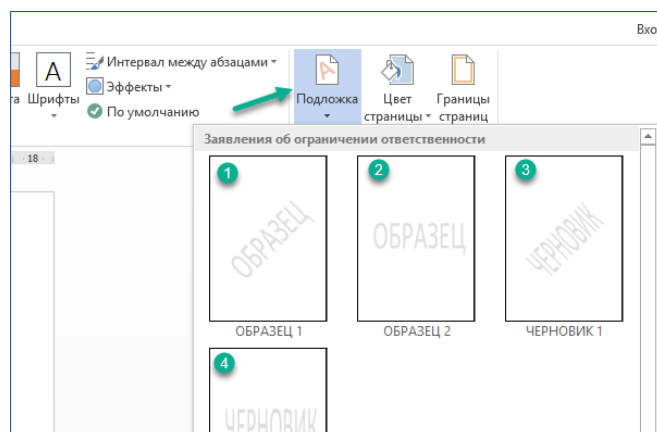 Вхо
Интервал между абзацами
Эффекты
По умолчанию
А
Шрифты
Подложка
Цвет страницы
Границы страниц
Заявления об ограничении ответственности
18
1
ОБРАЗЕЦ
2
ОБРАЗЕЦ
3
ЧЕРНОВИК
ОБРАЗЕЦ 1
ОБРАЗЕЦ 2
ЧЕРНОВИК 1
4
ЧЕРНОВИК